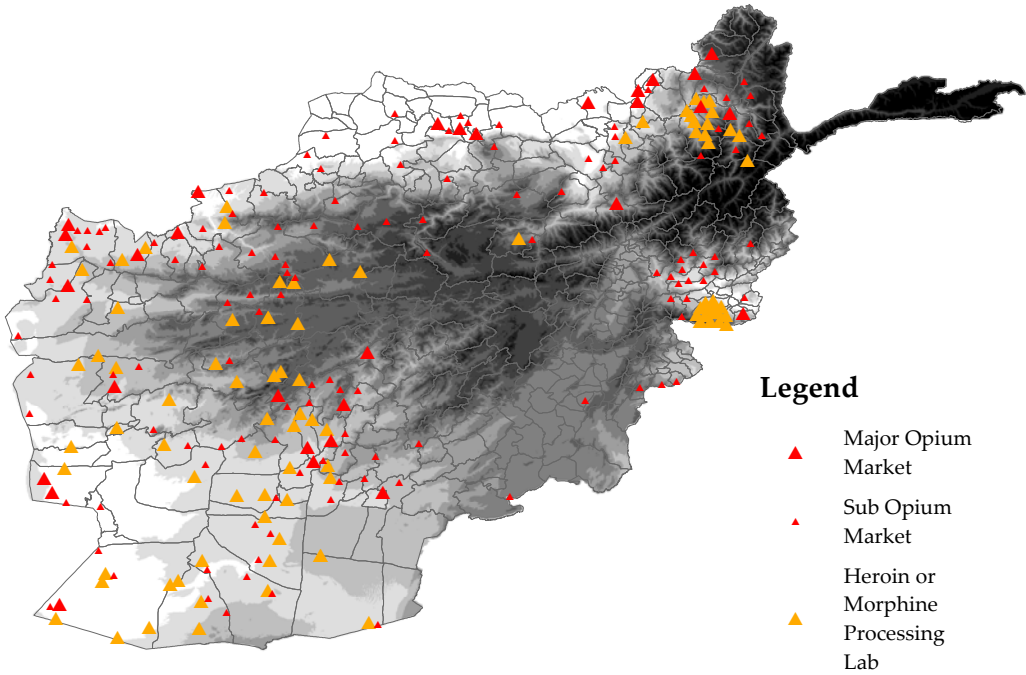 Legend
Major Opium
Market
Sub Opium
Market
Heroin or
Morphine
Processing
Lab